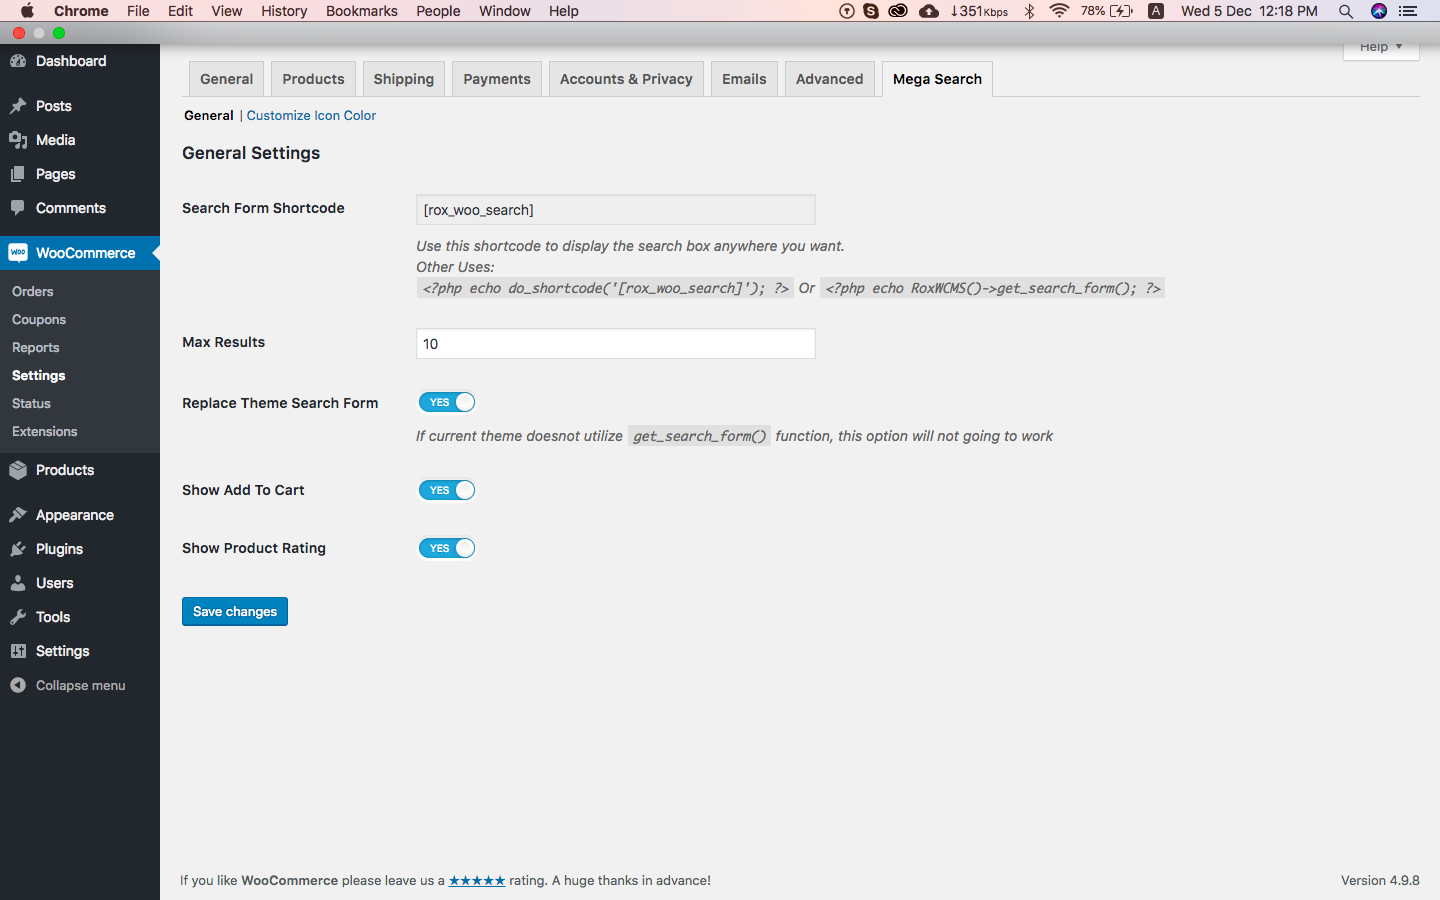 Chrome File Edit View History Bookmarks People Window Help ↓351Kbps 78% A Wed 5 Dec 12:18 PM
Help
Dashboard
Posts
Media
Pages
Comments
woo WooCommerce
Orders
Coupons
Reports
Settings
Status
Extensions
Products
Appearance
Plugins
Users
Tools
Settings
Collapse menu
General Products Shipping Payments Accounts & Privacy Emails Advanced Mega Search
General | Customize Icon Color
General Settings
Search Form Shortcode [rox_woo_search]
Use this shortcode to display the search box anywhere you want.
Other Uses:
<?php echo do_shortcode('[rox_woo_search]'); ?> Or <?php echo RoxWCMS()->get_search_form(); ?>
Max Results 10
Replace Theme Search Form YES
If current theme doesnot utilize get_search_form() function, this option will not going to work
Show Add To Cart YES
Show Product Rating YES
Save changes
If you like WooCommerce please leave us a ★★★★★ rating. A huge thanks in advance! Version 4.9.8